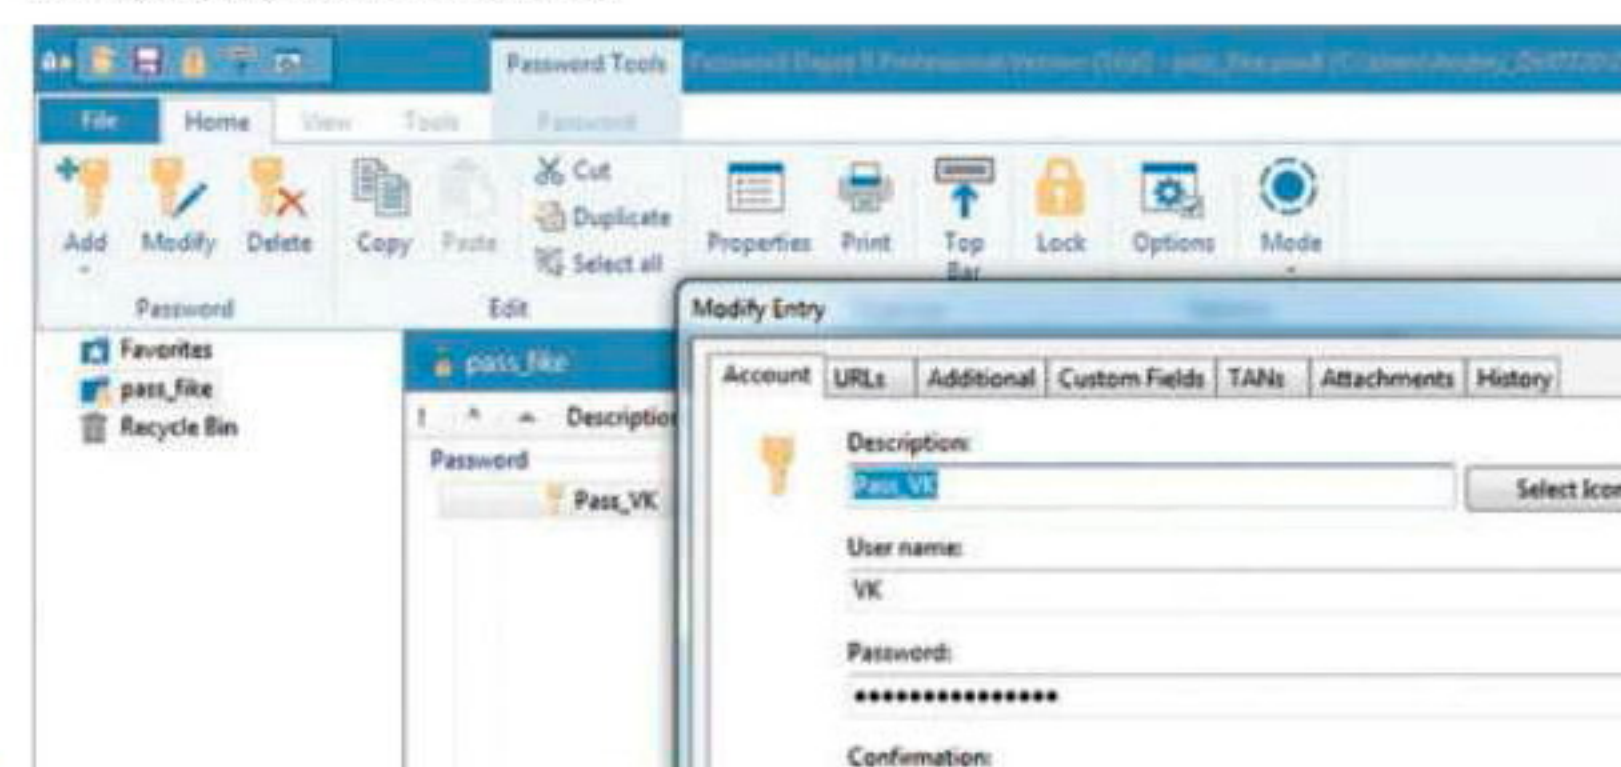 Password Tools
File Home View Tools Password
Cut
Duplicate
Select all
Add Modify Delete Copy Paste Properties Print Top Bar Lock Options Mode
Password Edit
Modify Entry
Favorites
pass_fike
Recycle Bin
pass_fike
Description
Password
Pass_VK
Account URLs Additional Custom Fields TANs Attachments History
Description:
Pass_VK
Select Icon
User name:
VK
Password:
Confirmation: